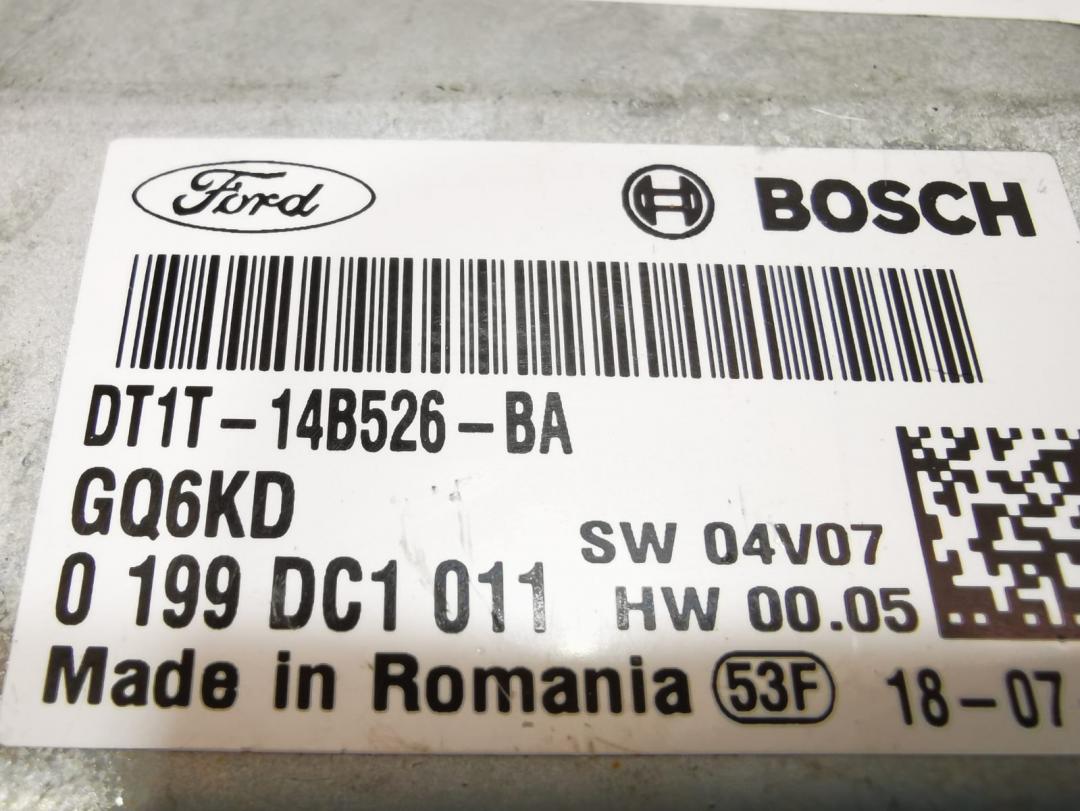 Ford
BOSCH
DT1T-14B526-BA
GQ6KD
SW 04V07
0 199 DC1 011
HW 00.05
Made in Romania 53F 18-07